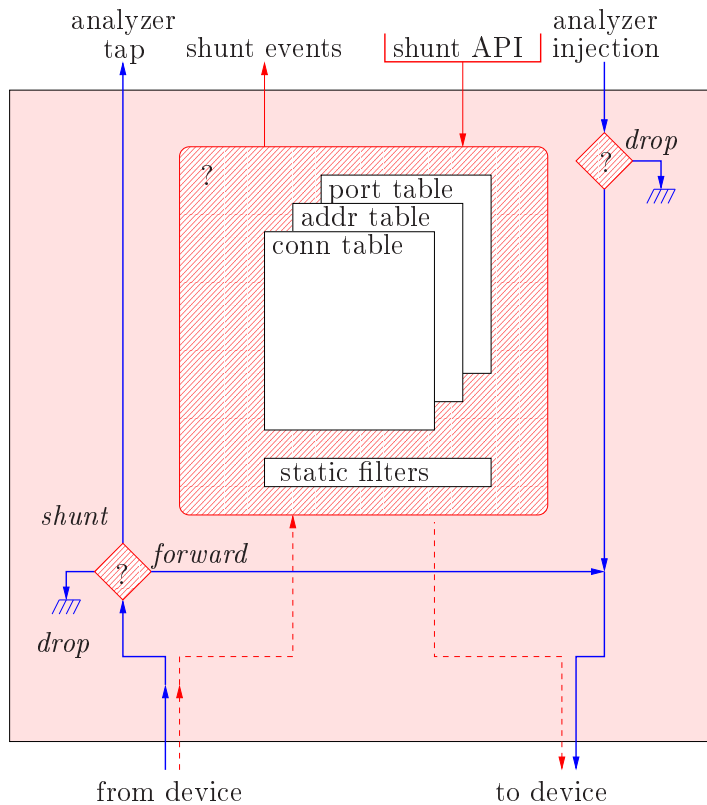 analyzer
tap
shunt events
shunt API
analyzer
injection
drop
?
?
port table
addr table
conn table
static filters
shunt
forward
?
drop
from device
to device